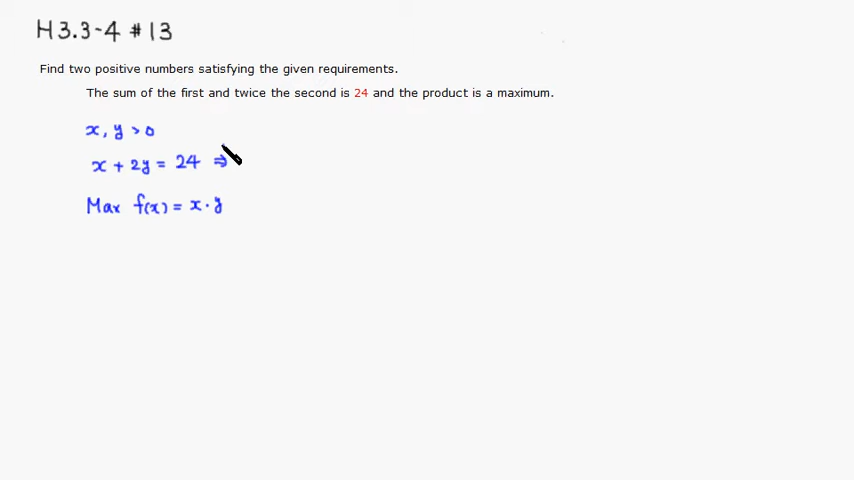 H3.3-4 #13
Find two positive numbers satisfying the given requirements.
The sum of the first and twice the second is 24 and the product is a maximum.
x, y > 0
x + 2y = 24 ⇒
Max f(x) = x · y